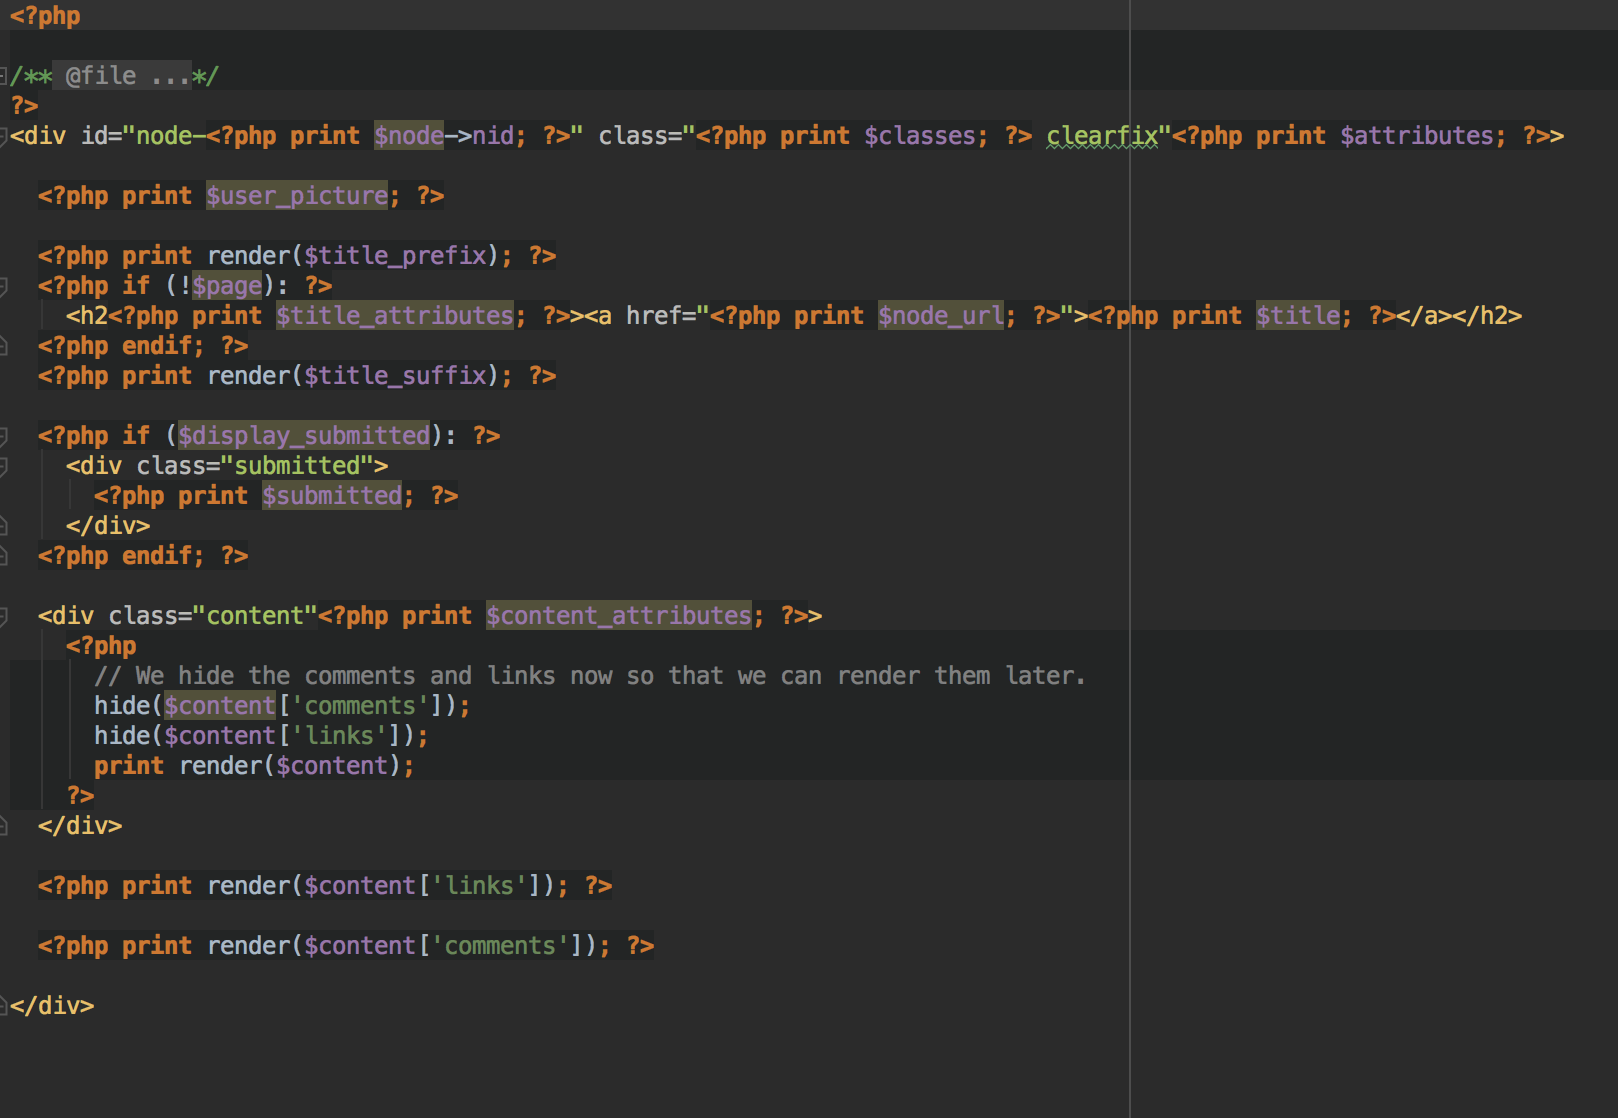 <?php
/** @file ...*/
?>
<div id="node-<?php print $node->nid; ?>" class="<?php print $classes; ?> clearfix"<?php print $attributes; ?>>
<?php print $user_picture; ?>
<?php print render($title_prefix); ?>
<?php if (!$page): ?>
<h2<?php print $title_attributes; ?>><a href="<?php print $node_url; ?>"><?php print $title; ?></a></h2>
<?php endif; ?>
<?php print render($title_suffix); ?>
<?php if ($display_submitted): ?>
<div class="submitted">
<?php print $submitted; ?>
</div>
<?php endif; ?>
<div class="content"<?php print $content_attributes; ?>>
<?php
// We hide the comments and links now so that we can render them later.
hide($content['comments']);
hide($content['links']);
print render($content);
?>
</div>
<?php print render($content['links']); ?>
<?php print render($content['comments']); ?>
</div>